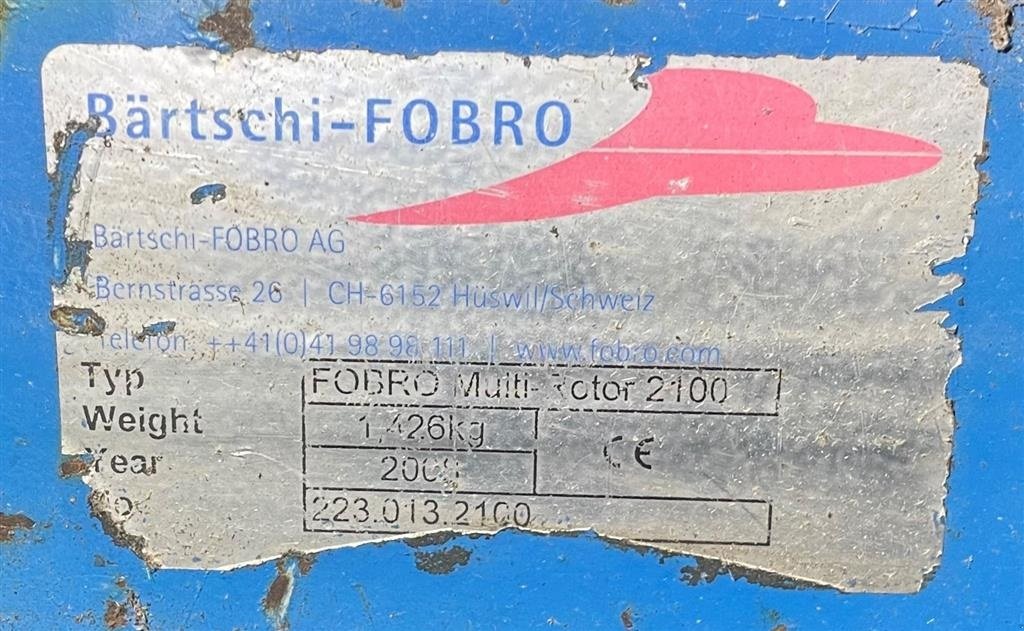 Bärtschi-FOBRO
Bärtschi-FOBRO AG
Bernstrasse 26 | CH-6152 Hüswil/Schweiz
Telefon ++41(0)41 98 98 111 | www.fobro.com
Typ FOBRO Multi-Rotor 2100
Weight 1,426kg
CE
Year
223.013.2100